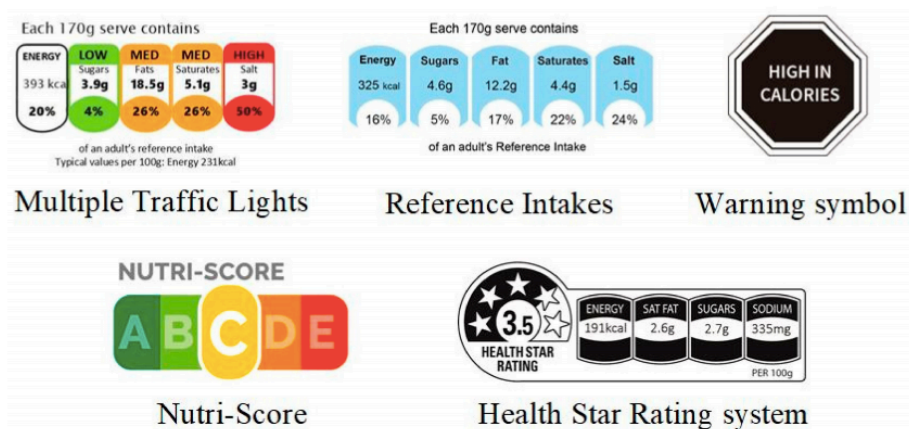 Each 170g serve contains
ENERGY LOW MED MED HIGH
Sugars Fats Saturates Salt
393 kca 3.9g 18.5g 5.1g 3g
20% 4% 26% 26% 50%
of an adult's reference intake
Typical values per 100g: Energy 231kcal
Multiple Traffic Lights
Each 170g serve contains
Energy Sugars Fat Saturates Salt
325 kcal 4.6g 12.2g 4.4g 1.5g
16% 5% 17% 22% 24%
of an adult's Reference Intake
Reference Intakes
HIGH IN
CALORIES
Warning symbol
NUTRI-SCORE
A B C D E
Nutri-Score
3.5
HEALTH STAR
RATING
ENERGY SAT FAT SUGARS SODIUM
191kcal 2.6g 2.7g 335mg
PER 100g
Health Star Rating system